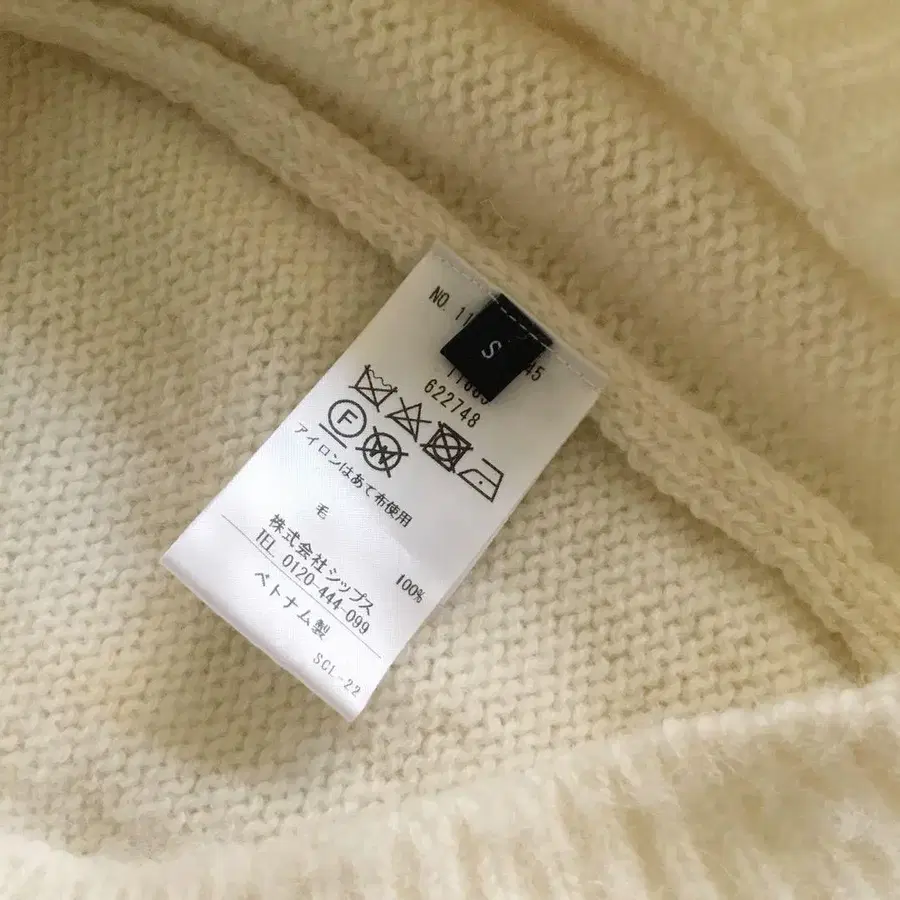 NO. 11 45
S
622748
F
W
アイロンはあて布使用
毛 100%
株式会社シップス
TEL 0120-444-099
ベトナム製
SCL-22